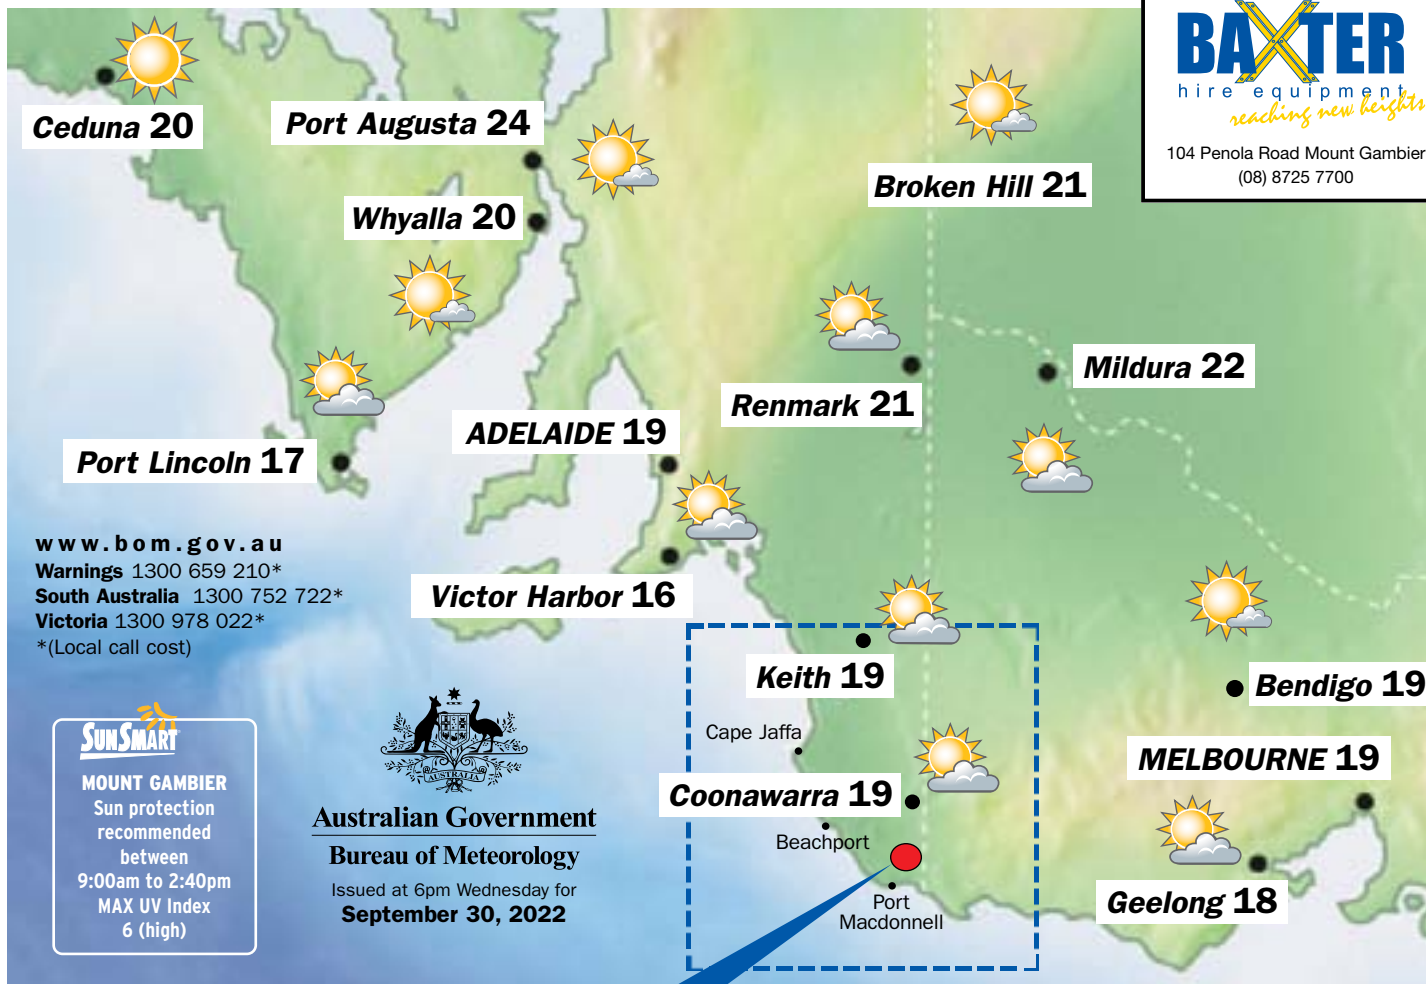 BAXTER
hire equipment
reaching new heights
104 Penola Road Mount Gambier
(08) 8725 7700
Ceduna 20
Port Augusta 24
Whyalla 20
Broken Hill 21
Renmark 21
Mildura 22
ADELAIDE 19
Port Lincoln 17
Victor Harbor 16
www.bom.gov.au
Warnings 1300 659 210*
South Australia 1300 752 722*
Victoria 1300 978 022*
*(Local call cost)
Keith 19
Bendigo 19
Cape Jaffa
MELBOURNE 19
Coonawarra 19
Beachport
Geelong 18
Port
Macdonnell
SUNSMART
MOUNT GAMBIER
Sun protection
recommended
between
9:00am to 2:40pm
MAX UV Index
6 (high)
AUSTRALIA
Australian Government
Bureau of Meteorology
Issued at 6pm Wednesday for
September 30, 2022